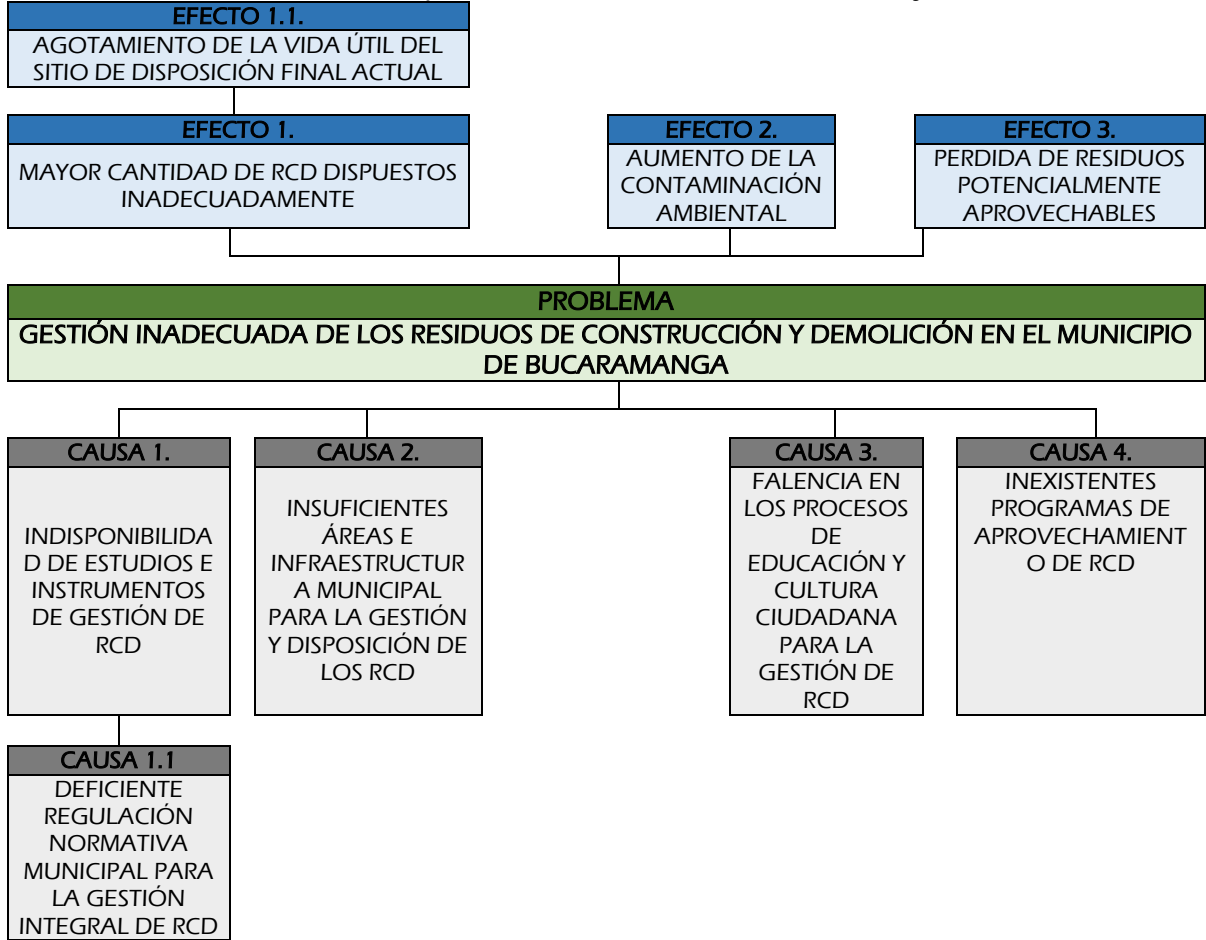 EFECTO 1.1.
AGOTAMIENTO DE LA VIDA ÚTIL DEL
SITIO DE DISPOSICIÓN FINAL ACTUAL
EFECTO 1.
MAYOR CANTIDAD DE RCD DISPUESTOS
INADECUADAMENTE
EFECTO 2.
AUMENTO DE LA
CONTAMINACIÓN
AMBIENTAL
EFECTO 3.
PERDIDA DE RESIDUOS
POTENCIALMENTE
APROVECHABLES
PROBLEMA
GESTIÓN INADECUADA DE LOS RESIDUOS DE CONSTRUCCIÓN Y DEMOLICIÓN EN EL MUNICIPIO
DE BUCARAMANGA
CAUSA 1.
INDISPONIBILIDA
D DE ESTUDIOS E
INSTRUMENTOS
DE GESTIÓN DE
RCD
CAUSA 2.
INSUFICIENTES
ÁREAS E
INFRAESTRUCTUR
A MUNICIPAL
PARA LA GESTIÓN
Y DISPOSICIÓN DE
LOS RCD
CAUSA 3.
FALENCIA EN
LOS PROCESOS
DE
EDUCACIÓN Y
CULTURA
CIUDADANA
PARA LA
GESTIÓN DE
RCD
CAUSA 4.
INEXISTENTES
PROGRAMAS DE
APROVECHAMIENT
O DE RCD
CAUSA 1.1
DEFICIENTE
REGULACIÓN
NORMATIVA
MUNICIPAL PARA
LA GESTIÓN
INTEGRAL DE RCD